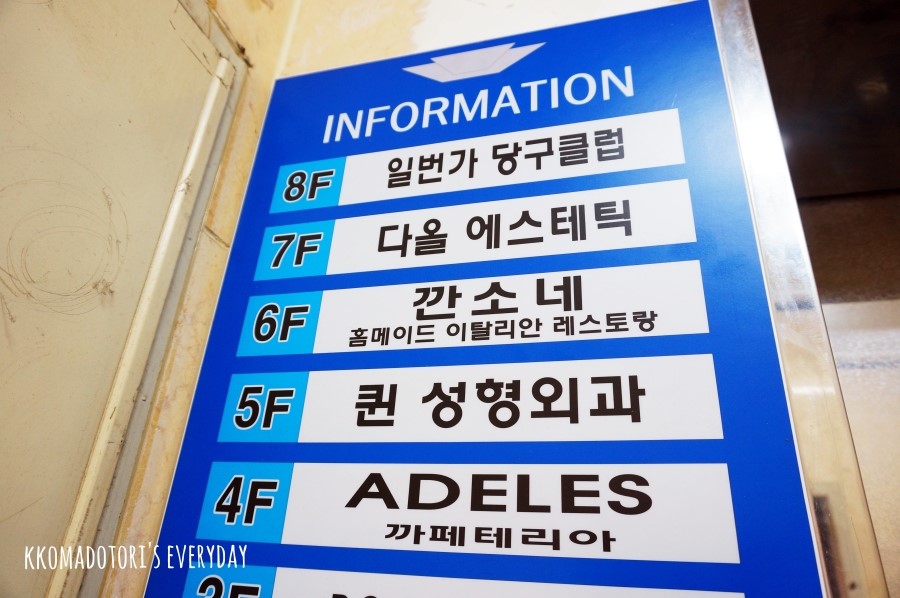 INFORMATION
8F 일번가 당구클럽
7F 다올 에스테틱
6F 깐소네
홈메이드 이탈리안 레스토랑
5F 퀸 성형외과
4F ADELES
까페테리아
KKOMADOTORI'S EVERYDAY